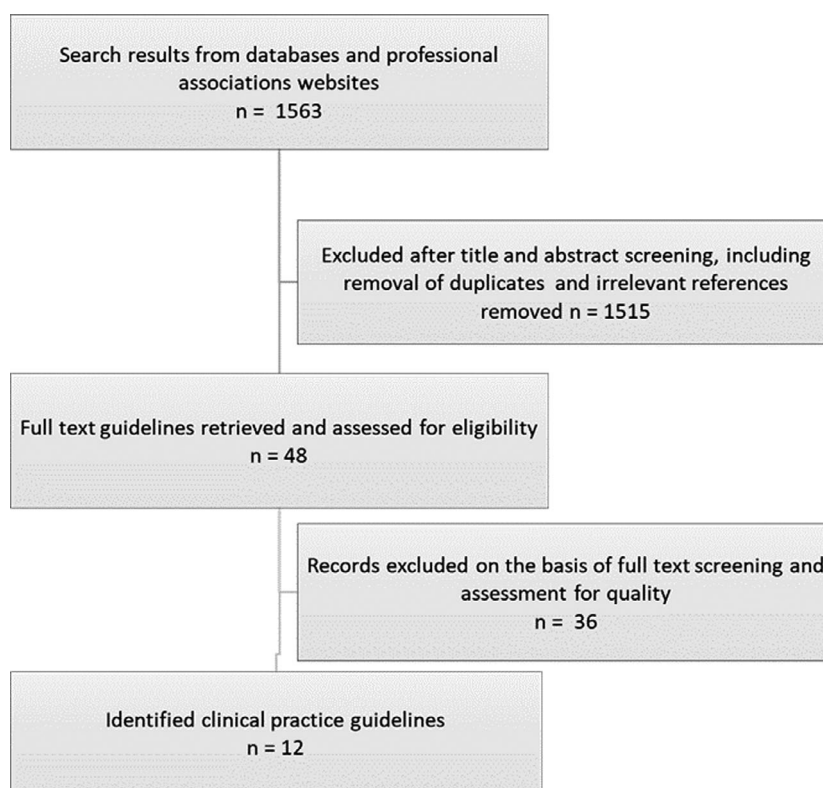 Search results from databases and professional
associations websites
n = 1563
Excluded after title and abstract screening, including
removal of duplicates and irrelevant references
removed n = 1515
Full text guidelines retrieved and assessed for eligibility
n = 48
Records excluded on the basis of full text screening and
assessment for quality
n = 36
Identified clinical practice guidelines
n = 12